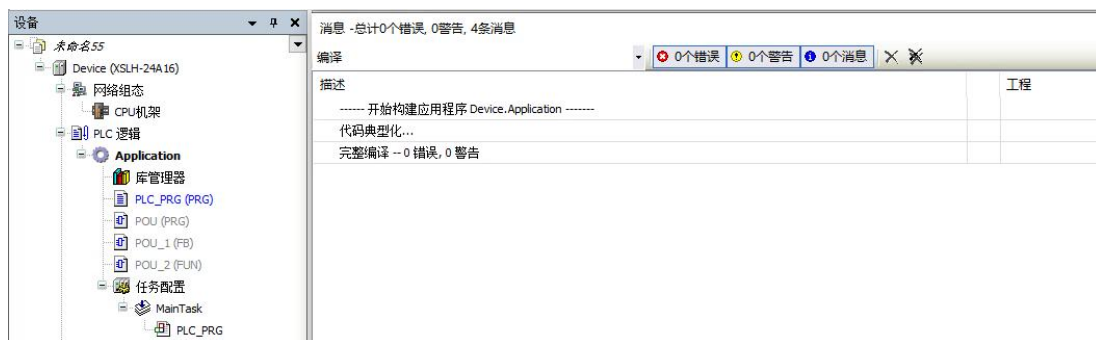 设备
未命名55
Device (XSLH-24A16)
网络组态
CPU机架
PLC 逻辑
Application
库管理器
PLC_PRG (PRG)
POU (PRG)
POU_1 (FB)
POU_2 (FUN)
任务配置
MainTask
PLC_PRG
消息 -总计0个错误, 0警告, 4条消息
编译 0个错误 0个警告 0个消息
描述 工程
------ 开始构建应用程序 Device.Application -------
代码典型化...
完整编译 -- 0 错误, 0 警告